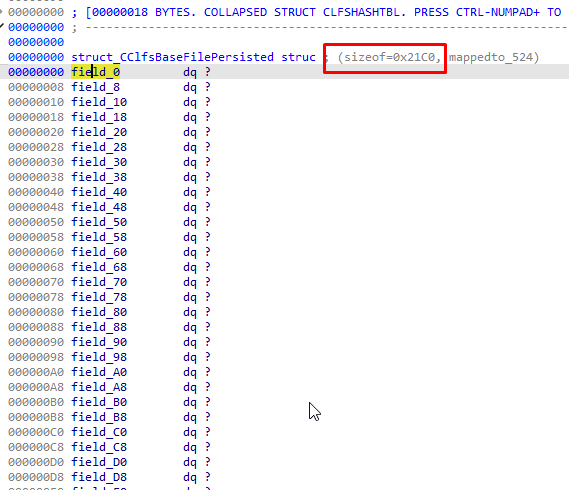 00000000 ; [00000018 BYTES. COLLAPSED STRUCT CLFSHASHTBL. PRESS CTRL-NUMPAD+ TO
00000000 ; ---------------------------------------------------------------
00000000
00000000 struct_CClfsBaseFilePersisted struc ; (sizeof=0x21C0, mappedto_524)
00000000 field_0 dq ?
00000008 field_8 dq ?
00000010 field_10 dq ?
00000018 field_18 dq ?
00000020 field_20 dq ?
00000028 field_28 dq ?
00000030 field_30 dq ?
00000038 field_38 dq ?
00000040 field_40 dq ?
00000048 field_48 dq ?
00000050 field_50 dq ?
00000058 field_58 dq ?
00000060 field_60 dq ?
00000068 field_68 dq ?
00000070 field_70 dq ?
00000078 field_78 dq ?
00000080 field_80 dq ?
00000088 field_88 dq ?
00000090 field_90 dq ?
00000098 field_98 dq ?
000000A0 field_A0 dq ?
000000A8 field_A8 dq ?
000000B0 field_B0 dq ?
000000B8 field_B8 dq ?
000000C0 field_C0 dq ?
000000C8 field_C8 dq ?
000000D0 field_D0 dq ?
000000D8 field_D8 dq ?